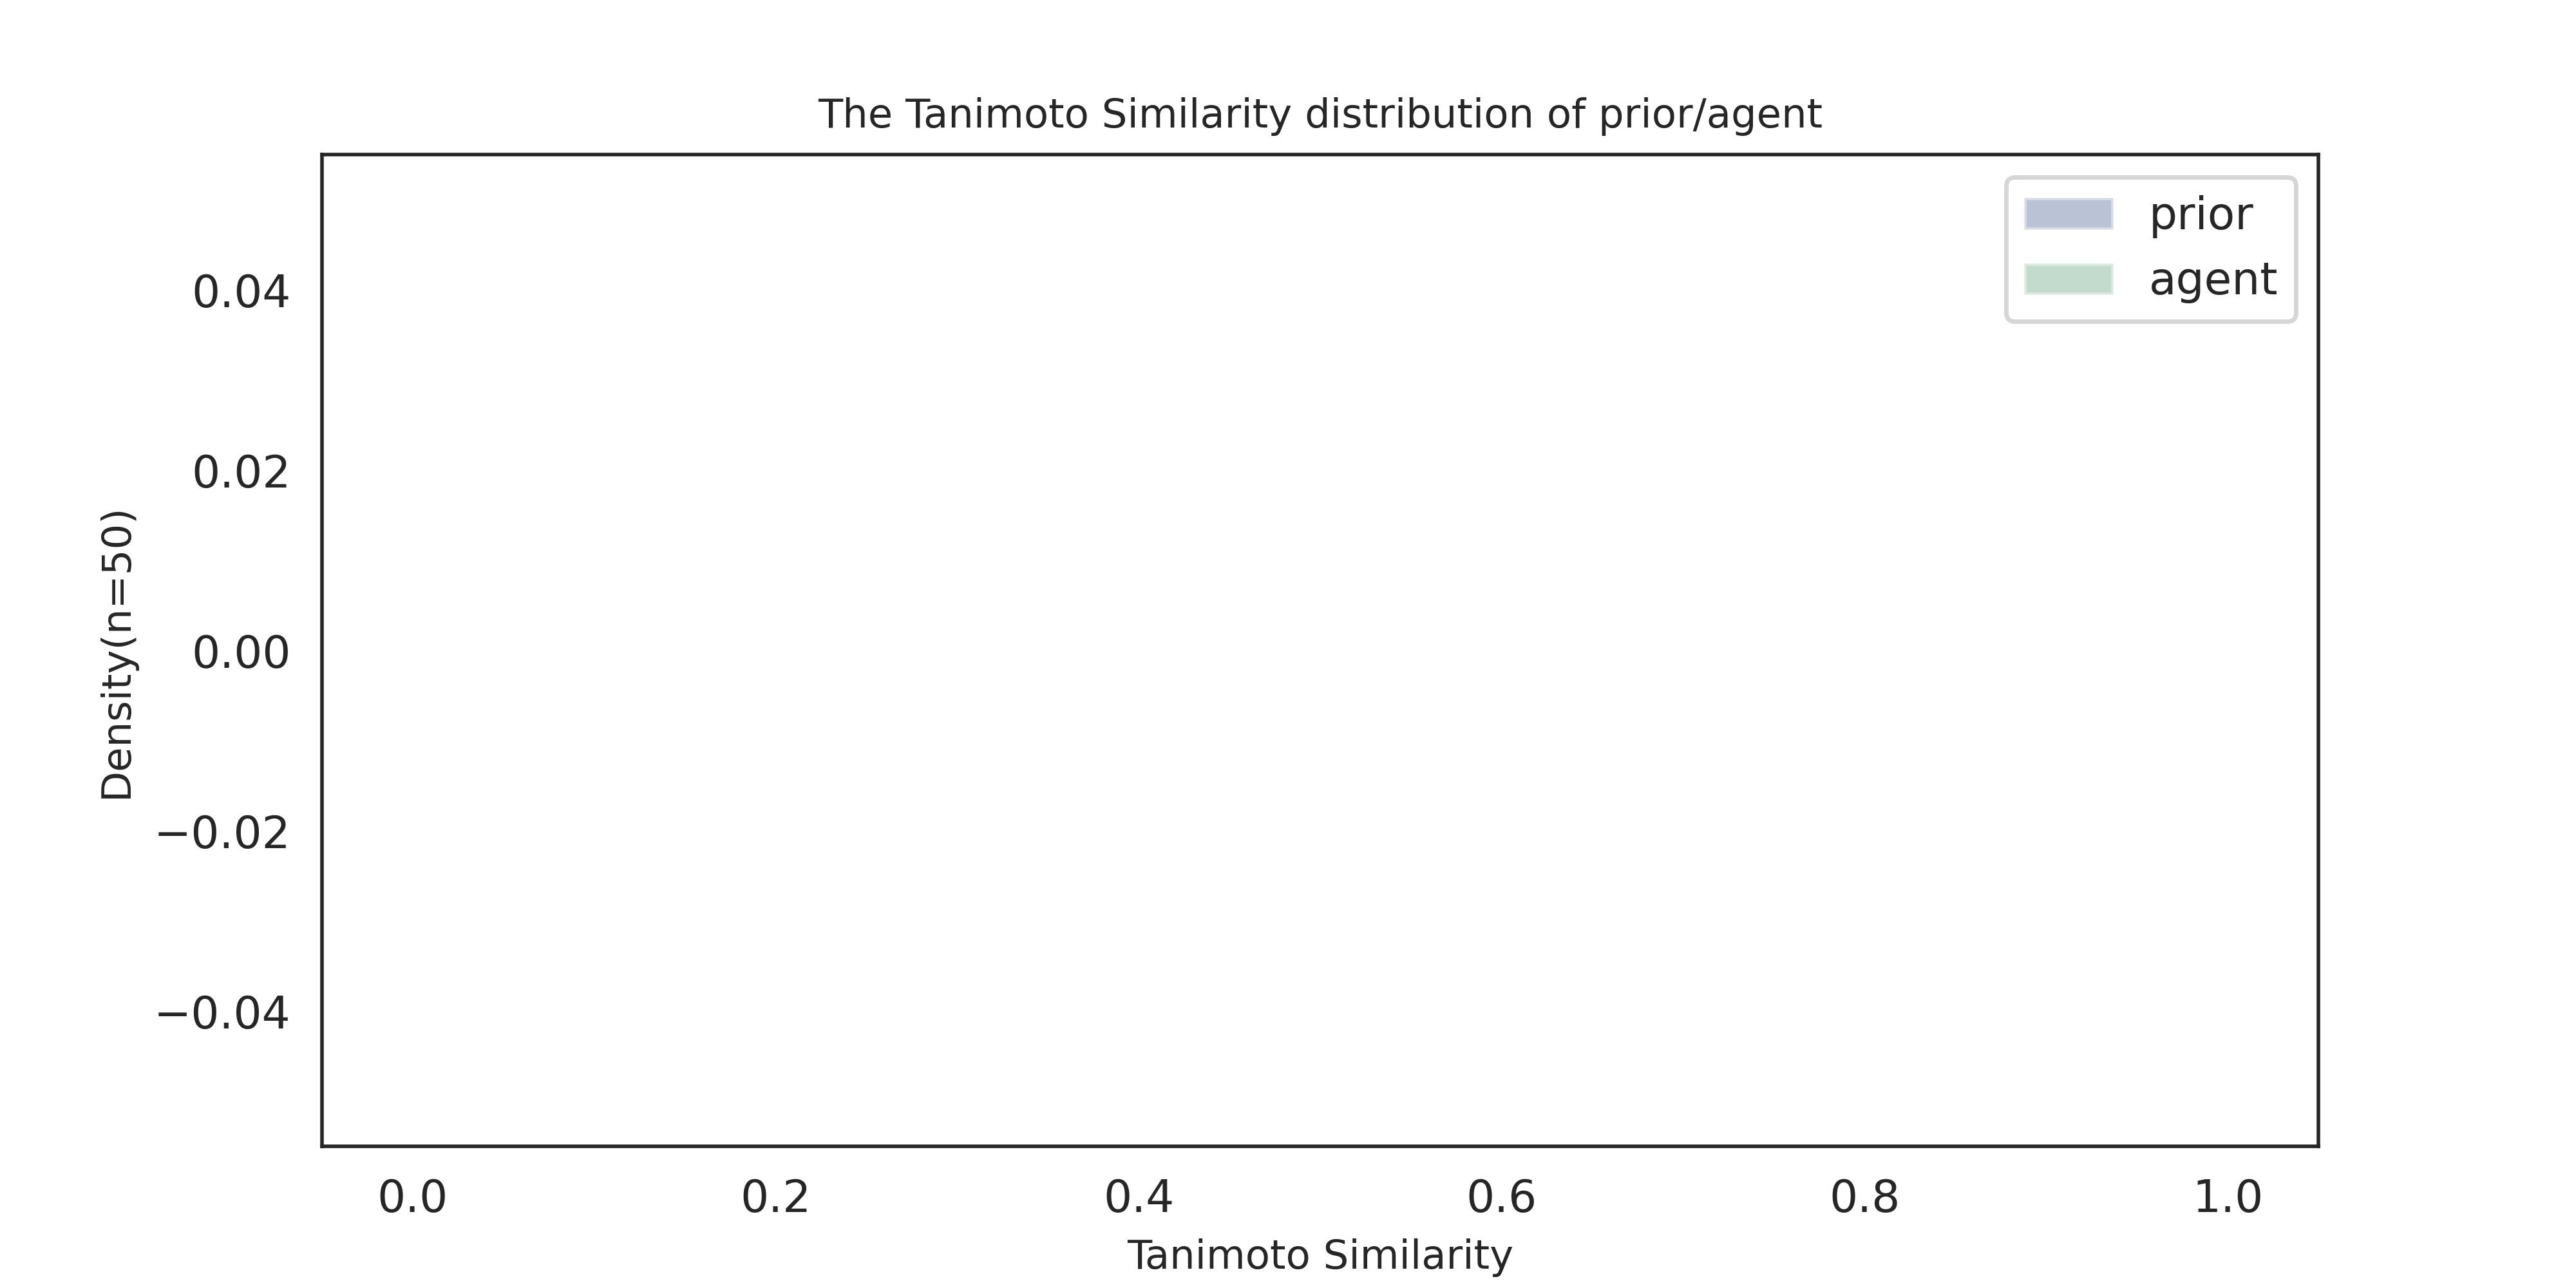 The Tanimoto Similarity distribution of prior/agent
prior
agent
0.04
0.02
0.00
−0.02
−0.04
Density(n=50)
0.0 0.2 0.4 0.6 0.8 1.0
Tanimoto Similarity